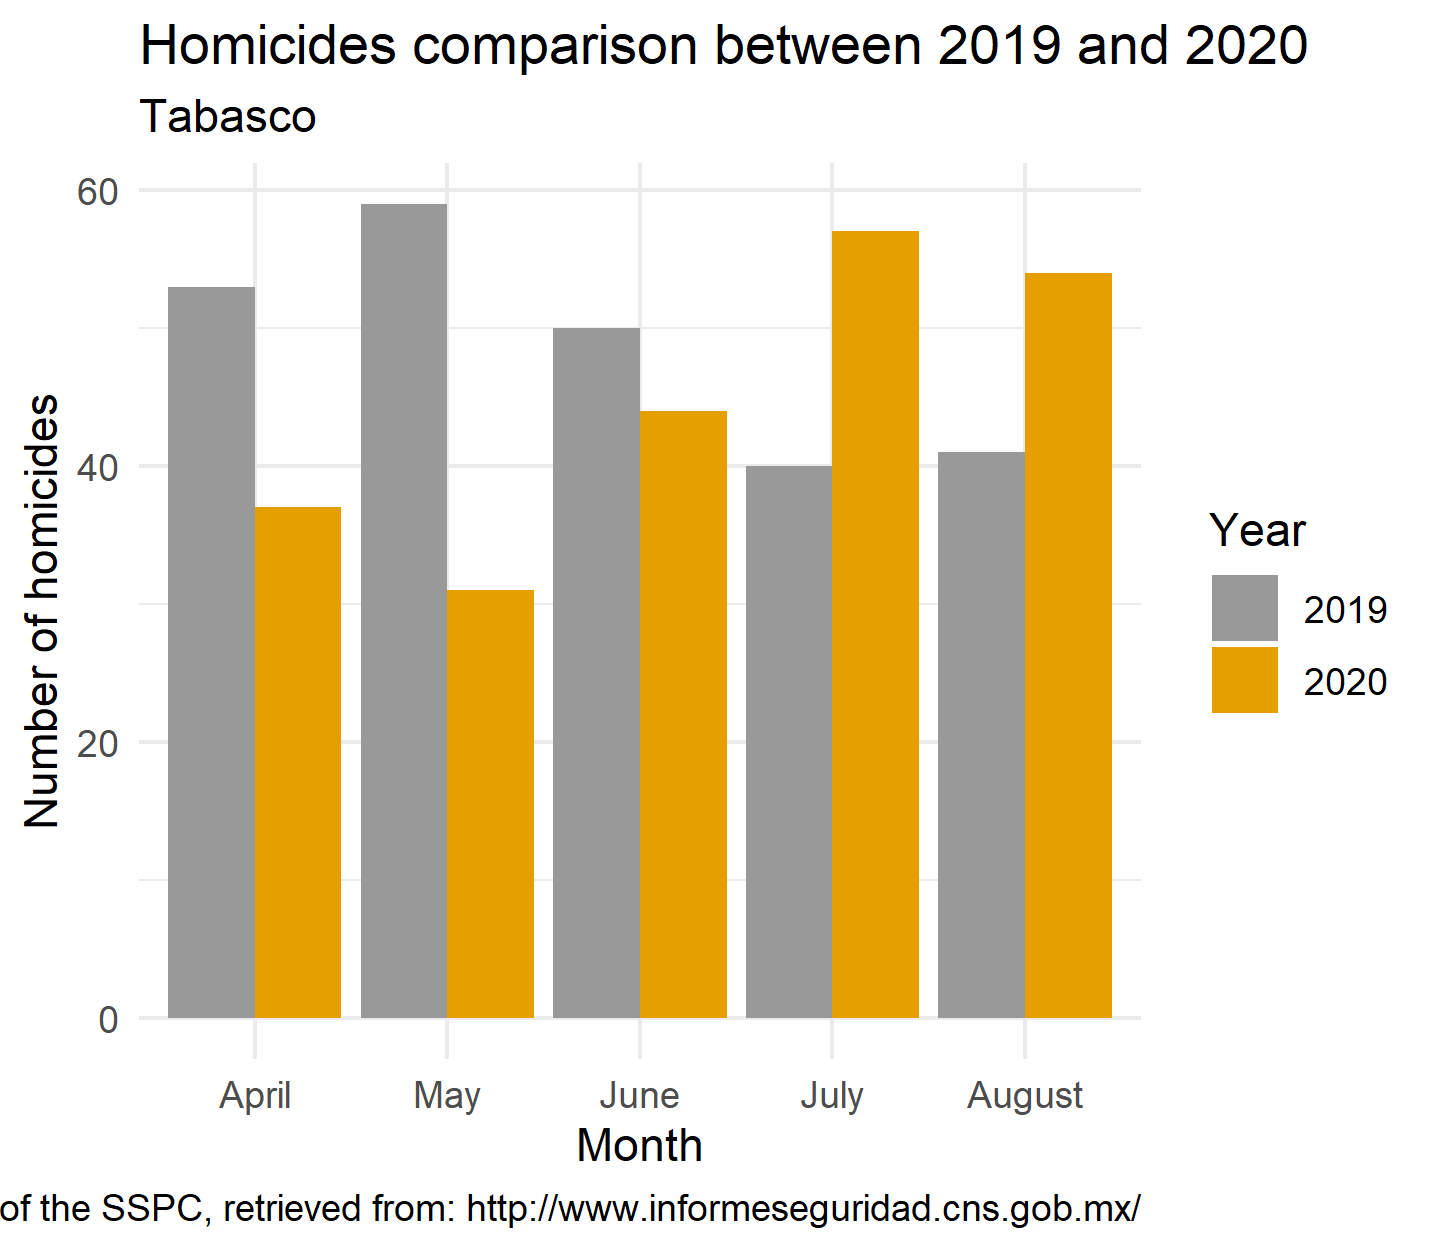 Homicides comparison between 2019 and 2020
Tabasco
60
40
20
0
Number of homicides
April May June July August
Month
Year
2019
2020
of the SSPC, retrieved from: http://www.informeseguridad.cns.gob.mx/